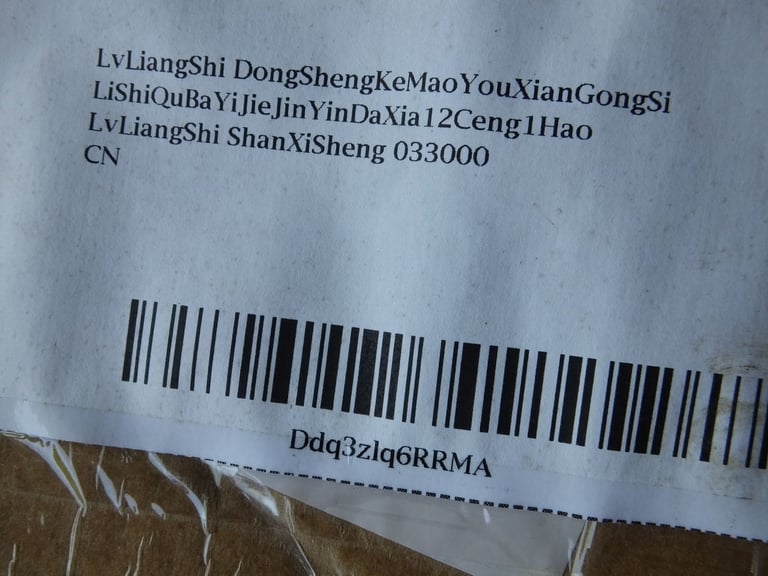 LvLiangShi DongShengKeMaoYouXianGongSi
LiShiQuBaYiJieJinYinDaXia12Ceng1Hao
LvLiangShi ShanXiSheng 033000
CN
Ddq3zlq6RRMA